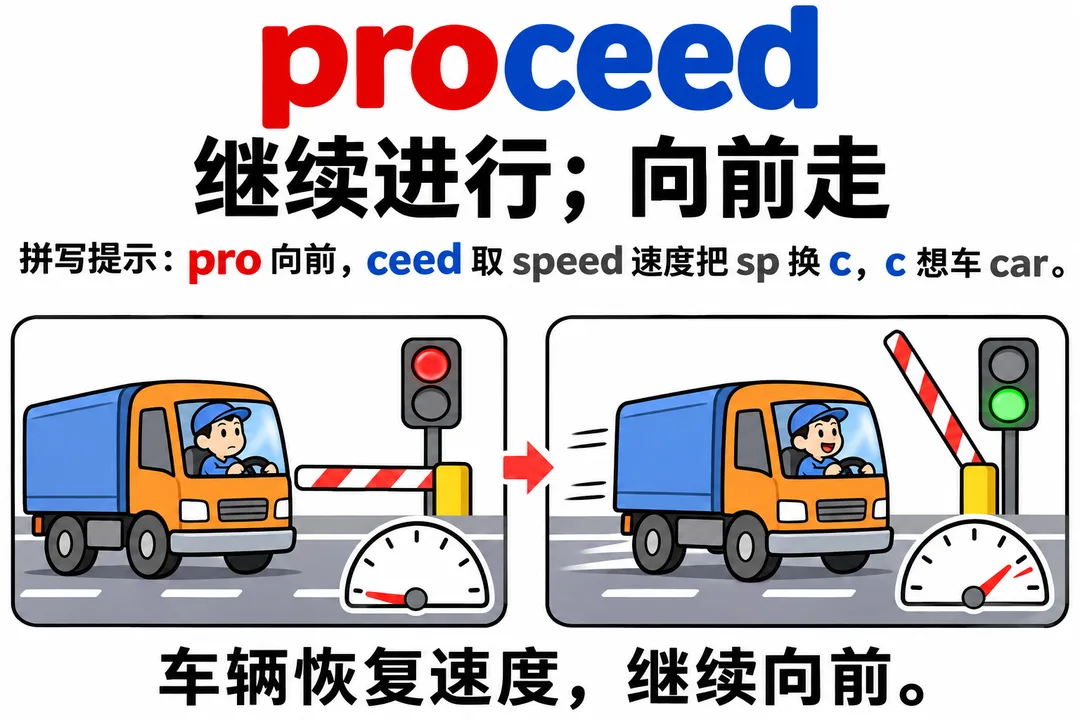 proceed
继续进行；向前走
拼写提示：pro 向前，ceed 取 speed 速度把 sp 换 c，c 想车 car。
车辆恢复速度，继续向前。